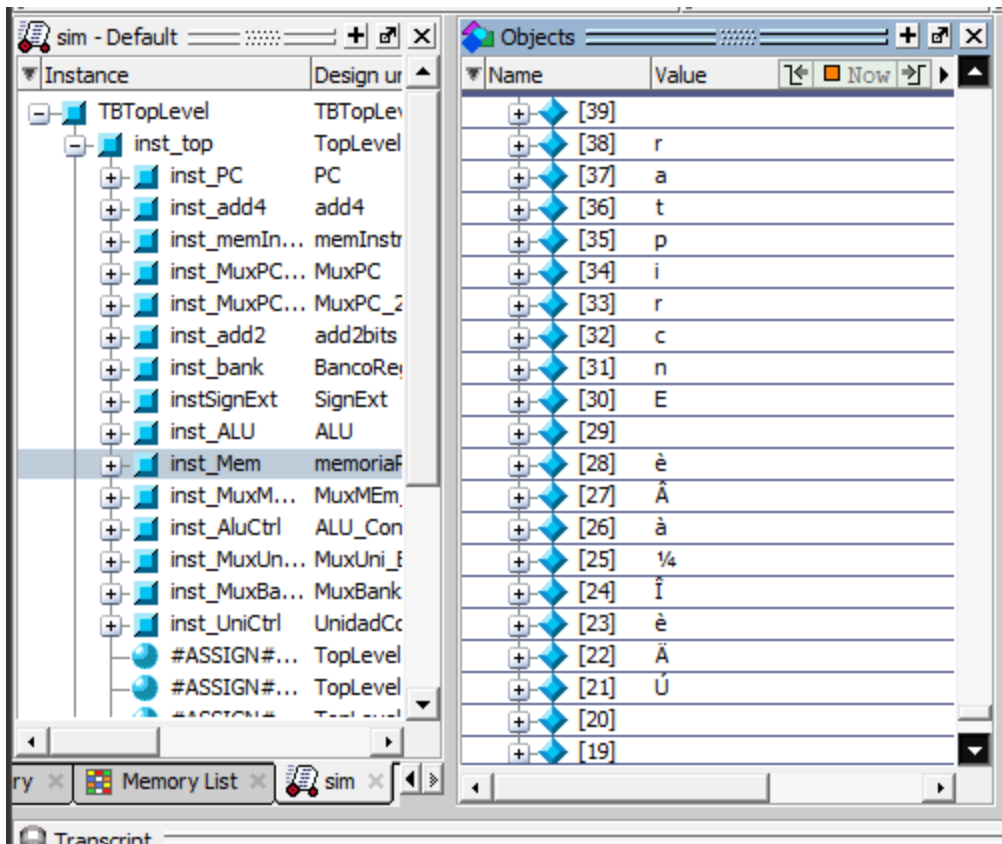 sim - Default
Instance Design ur
TBTopLevel TBTopLev
inst_top TopLevel
inst_PC PC
inst_add4 add4
inst_memIn... memInstr
inst_MuxPC... MuxPC
inst_MuxPC... MuxPC_2
inst_add2 add2bits
inst_bank BancoReg
instSignExt SignExt
inst_ALU ALU
inst_Mem memoriaR
inst_MuxM... MuxMEm_
inst_AluCtrl ALU_Con
inst_MuxUn... MuxUni_E
inst_MuxBa... MuxBank
inst_UniCtrl UnidadCo
#ASSIGN#... TopLevel
#ASSIGN#... TopLevel
#ASSIGN#... TopLevel
ry Memory List sim
Objects
Name Value Now
[39]
[38] r
[37] a
[36] t
[35] p
[34] i
[33] r
[32] c
[31] n
[30] E
[29]
[28] è
[27] Â
[26] à
[25] ¼
[24] Î
[23] è
[22] Ä
[21] Ú
[20]
[19]
Transcript